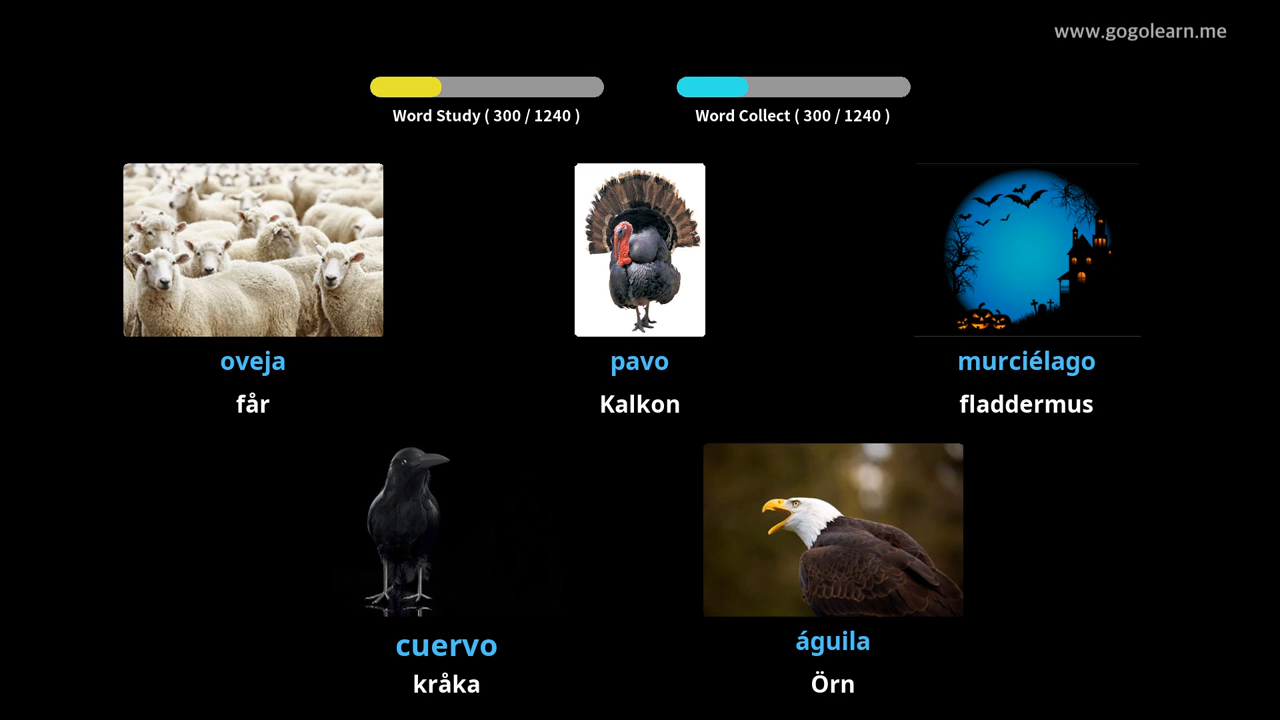 www.gogolearn.me
Word Study ( 300 / 1240 )
Word Collect ( 300 / 1240 )
oveja
pavo
murciélago
får
Kalkon
fladdermus
cuervo
águila
kråka
Örn